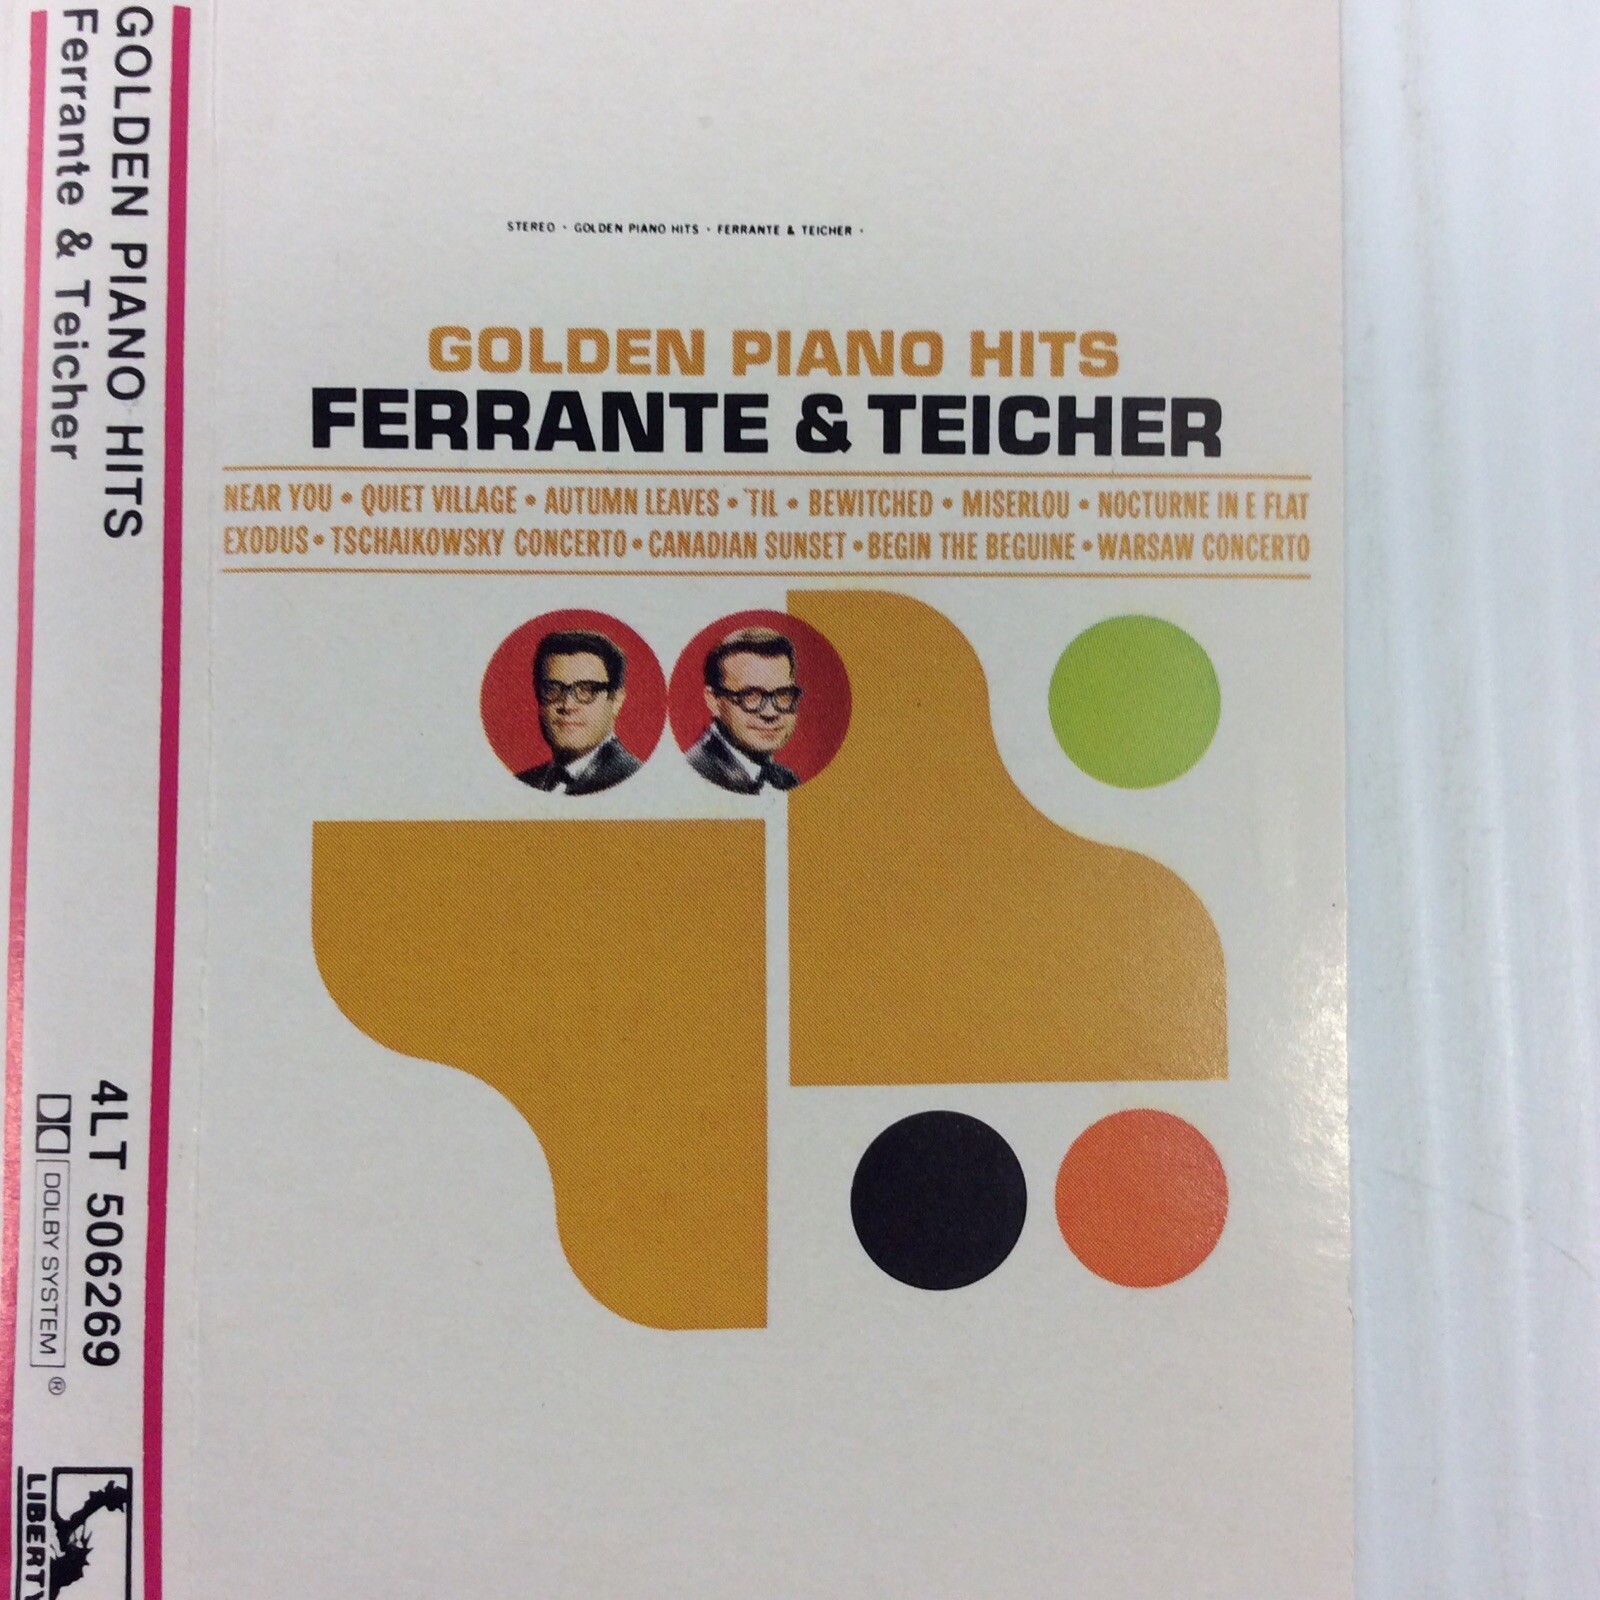 GOLDEN PIANO HITS
Ferrante & Teicher
4LT 506269
DOLBY SYSTEM ®
LIBERTY
STEREO • GOLDEN PIANO HITS • FERRANTE & TEICHER •
GOLDEN PIANO HITS
FERRANTE & TEICHER
NEAR YOU • QUIET VILLAGE • AUTUMN LEAVES • 'TIL • BEWITCHED • MISERLOU • NOCTURNE IN E FLAT
EXODUS • TSCHAIKOWSKY CONCERTO • CANADIAN SUNSET • BEGIN THE BEGUINE • WARSAW CONCERTO